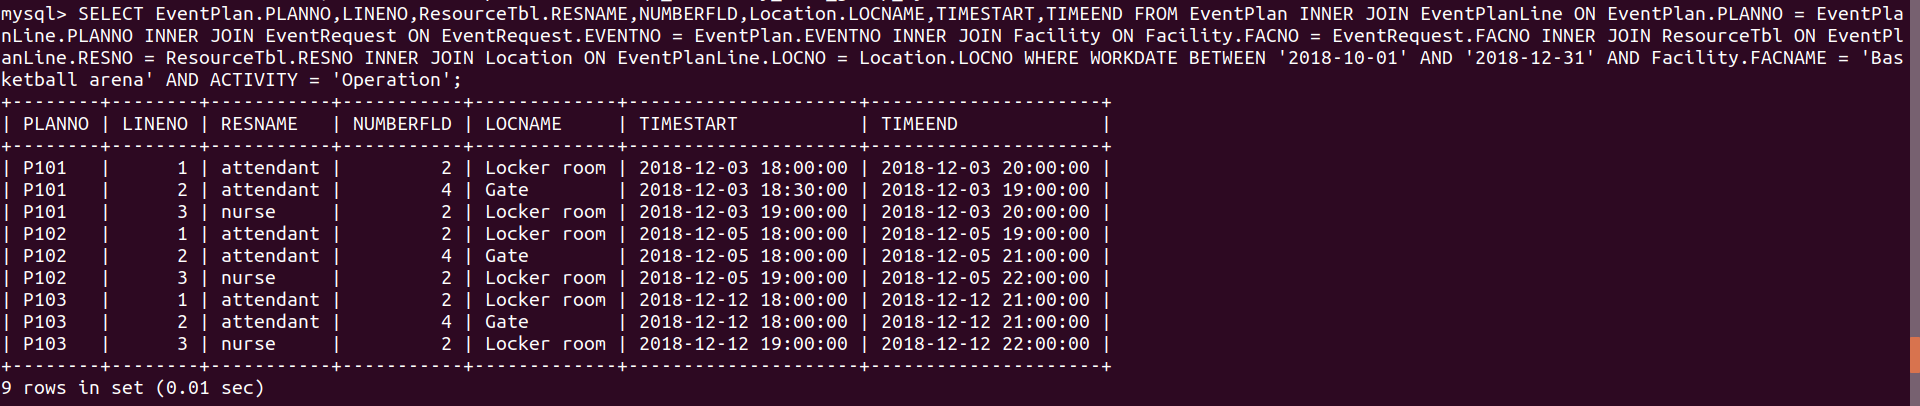 mysql> SELECT EventPlan.PLANNO,LINENO,ResourceTbl.RESNAME,NUMBERFLD,Location.LOCNAME,TIMESTART,TIMEEND FROM EventPlan INNER JOIN EventPlanLine ON EventPlan.PLANNO = EventPla
nLine.PLANNO INNER JOIN EventRequest ON EventRequest.EVENTNO = EventPlan.EVENTNO INNER JOIN Facility ON Facility.FACNO = EventRequest.FACNO INNER JOIN ResourceTbl ON EventPl
anLine.RESNO = ResourceTbl.RESNO INNER JOIN Location ON EventPlanLine.LOCNO = Location.LOCNO WHERE WORKDATE BETWEEN '2018-10-01' AND '2018-12-31' AND Facility.FACNAME = 'Bas
ketball arena' AND ACTIVITY = 'Operation';
+--------+--------+-----------+-----------+-------------+---------------------+---------------------+
| PLANNO | LINENO | RESNAME   | NUMBERFLD | LOCNAME     | TIMESTART           | TIMEEND             |
+--------+--------+-----------+-----------+-------------+---------------------+---------------------+
| P101   |      1 | attendant |         2 | Locker room | 2018-12-03 18:00:00 | 2018-12-03 20:00:00 |
| P101   |      2 | attendant |         4 | Gate        | 2018-12-03 18:30:00 | 2018-12-03 19:00:00 |
| P101   |      3 | nurse     |         2 | Locker room | 2018-12-03 19:00:00 | 2018-12-03 20:00:00 |
| P102   |      1 | attendant |         2 | Locker room | 2018-12-05 18:00:00 | 2018-12-05 19:00:00 |
| P102   |      2 | attendant |         4 | Gate        | 2018-12-05 18:00:00 | 2018-12-05 21:00:00 |
| P102   |      3 | nurse     |         2 | Locker room | 2018-12-05 19:00:00 | 2018-12-05 22:00:00 |
| P103   |      1 | attendant |         2 | Locker room | 2018-12-12 18:00:00 | 2018-12-12 21:00:00 |
| P103   |      2 | attendant |         4 | Gate        | 2018-12-12 18:00:00 | 2018-12-12 21:00:00 |
| P103   |      3 | nurse     |         2 | Locker room | 2018-12-12 19:00:00 | 2018-12-12 22:00:00 |
+--------+--------+-----------+-----------+-------------+---------------------+---------------------+
9 rows in set (0.01 sec)